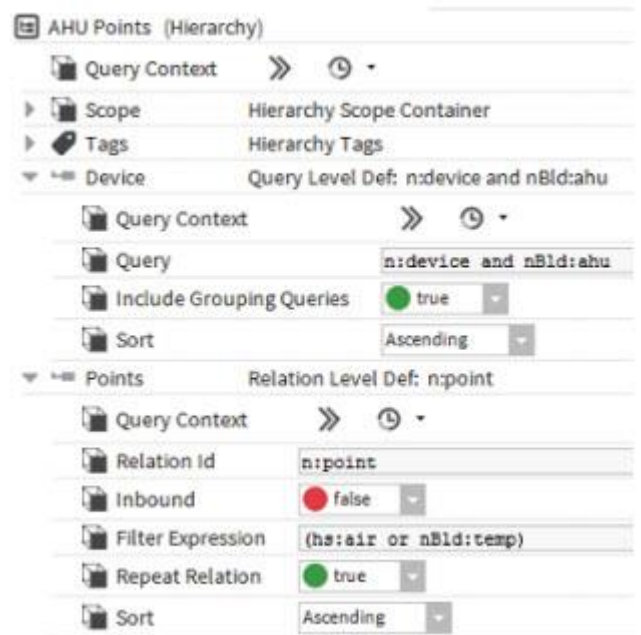 AHU Points (Hierarchy)
Query Context
Scope Hierarchy Scope Container
Tags Hierarchy Tags
Device Query Level Def: n:device and nBld:ahu
Query Context
Query n:device and nBld:ahu
Include Grouping Queries true
Sort Ascending
Points Relation Level Def: n:point
Query Context
Relation Id n:point
Inbound false
Filter Expression (hs:air or nBld:temp)
Repeat Relation true
Sort Ascending